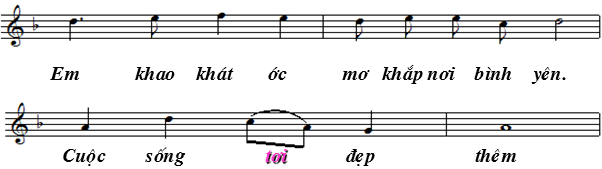 Em khao khát ớc mơ khắp nơi bình yên.
Cuộc sống tơi đẹp thêm